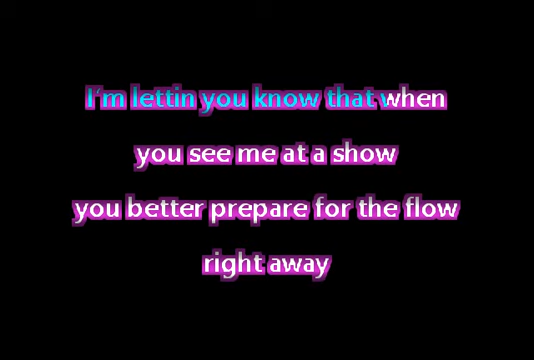 I'm lettin you know that when
you see me at a show
you better prepare for the flow
right away